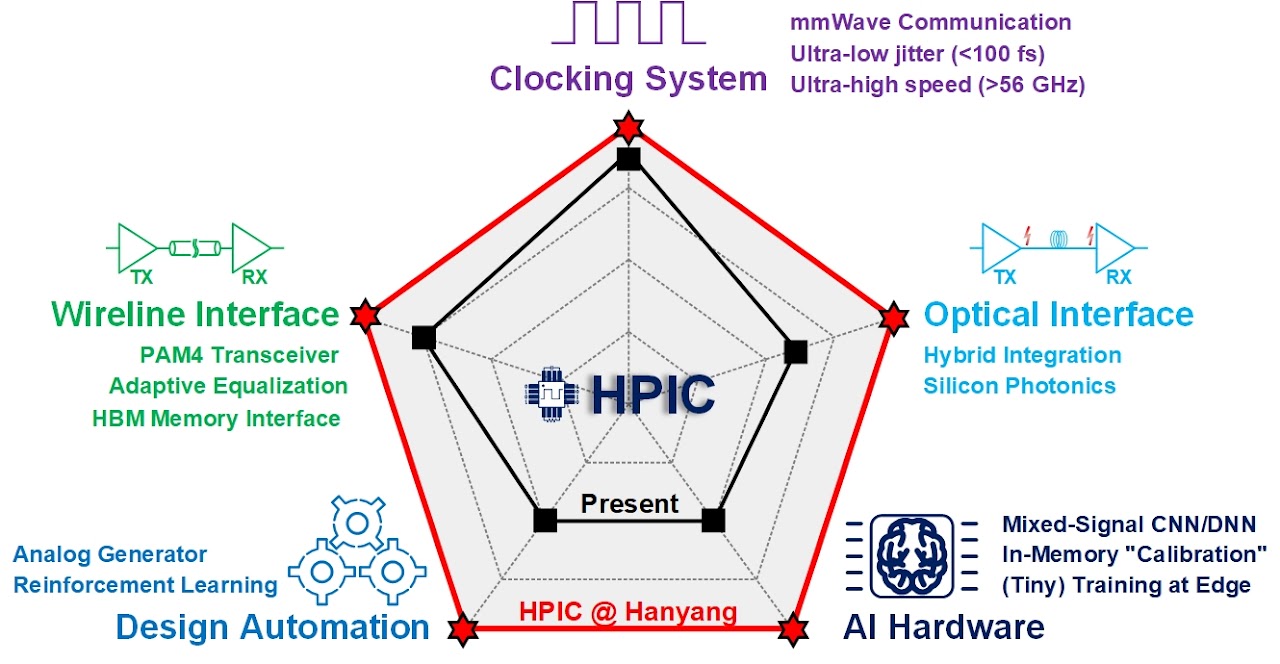 mmWave Communication
Ultra-low jitter (<100 fs)
Clocking System
Ultra-high speed (>56 GHz)
TX
RX
Wireline Interface
PAM4 Transceiver
Adaptive Equalization
HBM Memory Interface
TX
RX
Optical Interface
Hybrid Integration
Silicon Photonics
HPIC
Present
Analog Generator
Reinforcement Learning
Design Automation
HPIC @ Hanyang
Mixed-Signal CNN/DNN
In-Memory "Calibration"
(Tiny) Training at Edge
AI Hardware